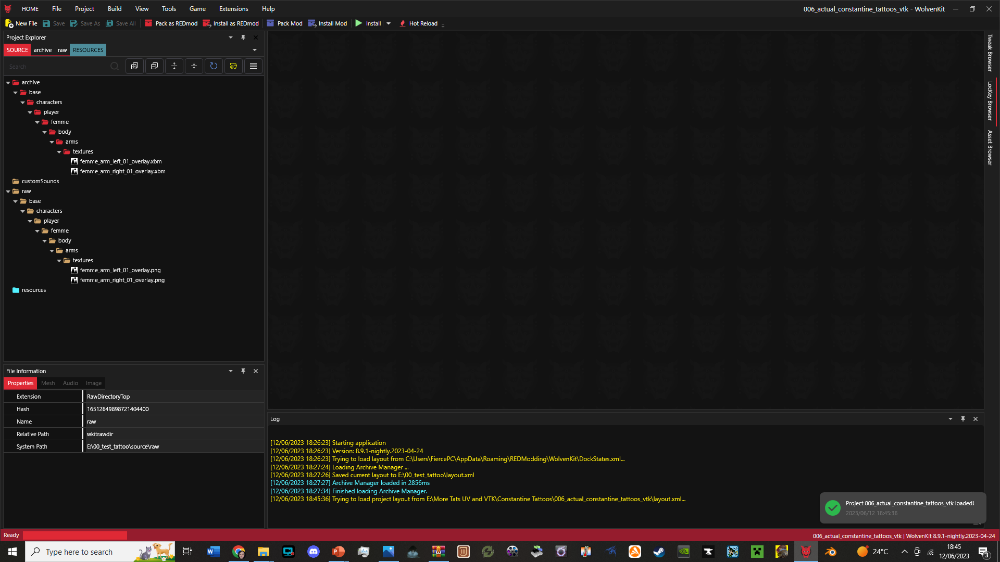 HOME File Project Build View Tools Game Extensions Help
006_actual_constantine_tattoos_vtk - WolvenKit
New File Save Save As Save All Pack as REDmod Install as REDmod Pack Mod Install Mod Install Hot Reload
Project Explorer
SOURCE archive raw RESOURCES
Search
archive
base
characters
player
femme
body
arms
textures
femme_arm_left_01_overlay.xbm
femme_arm_right_01_overlay.xbm
customSounds
raw
base
characters
player
femme
body
arms
textures
femme_arm_left_01_overlay.png
femme_arm_right_01_overlay.png
resources
File Information
Properties Mesh Audio Image
Extension RawDirectoryTop
Hash 16512849898721404400
Name raw
Relative Path wkitrawdir
System Path E:\00_test_tattoo\source\raw
Tweak Browser
LocKey Browser
Asset Browser
Log
[12/06/2023 18:26:23] Starting application
[12/06/2023 18:26:23] Version: 8.9.1-nightly.2023-04-24
[12/06/2023 18:26:23] Trying to load layout from C:\Users\FiercePC\AppData\Roaming\REDModding\WolvenKit\DockStates.xml...
[12/06/2023 18:27:24] Loading Archive Manager ...
[12/06/2023 18:27:26] Saved current layout to E:\00_test_tattoo\layout.xml
[12/06/2023 18:27:27] Archive Manager loaded in 2856ms
[12/06/2023 18:27:34] Finished loading Archive Manager.
[12/06/2023 18:45:36] Trying to load project layout from E:\More Tats UV and VTK\Constantine Tattoos\006_actual_constantine_tattoos_vtk\layout.xml...
Project 006_actual_constantine_tattoos_vtk loaded!
2023/06/12 18:45:36
Ready
006_actual_constantine_tattoos_vtk | WolvenKit 8.9.1-nightly.2023-04-24
Type here to search
24°C
18:45
12/06/2023
3